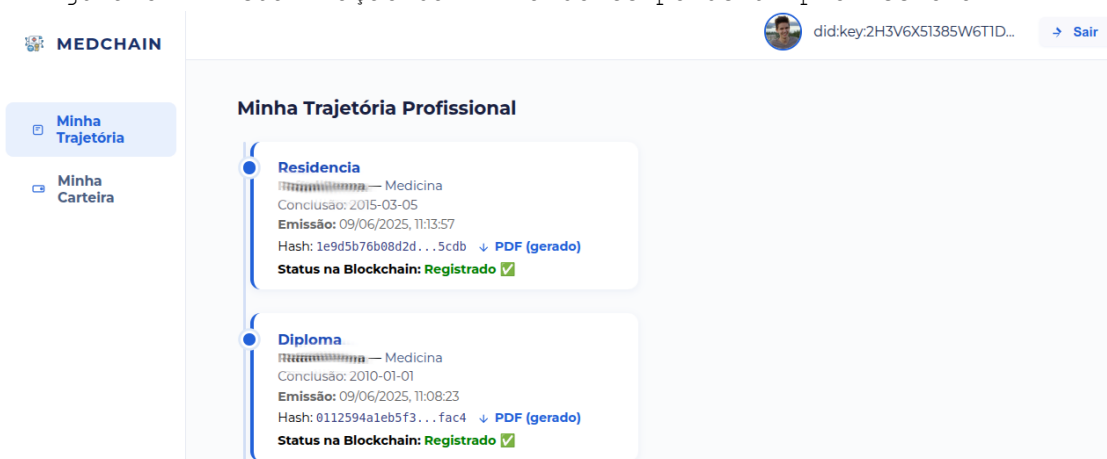 MEDCHAIN
did:key:2H3V6X51385W6T1D...
Sair
Minha
Trajetória
Minha
Carteira
Minha Trajetória Profissional
Residencia
— Medicina
Conclusão: 2015-03-05
Emissão: 09/06/2025, 11:13:57
Hash: 1e9d5b76b08d2d...5cdb ↓ PDF (gerado)
Status na Blockchain: Registrado ✅
Diploma
— Medicina
Conclusão: 2010-01-01
Emissão: 09/06/2025, 11:08:23
Hash: 0112594a1eb5f3...fac4 ↓ PDF (gerado)
Status na Blockchain: Registrado ✅